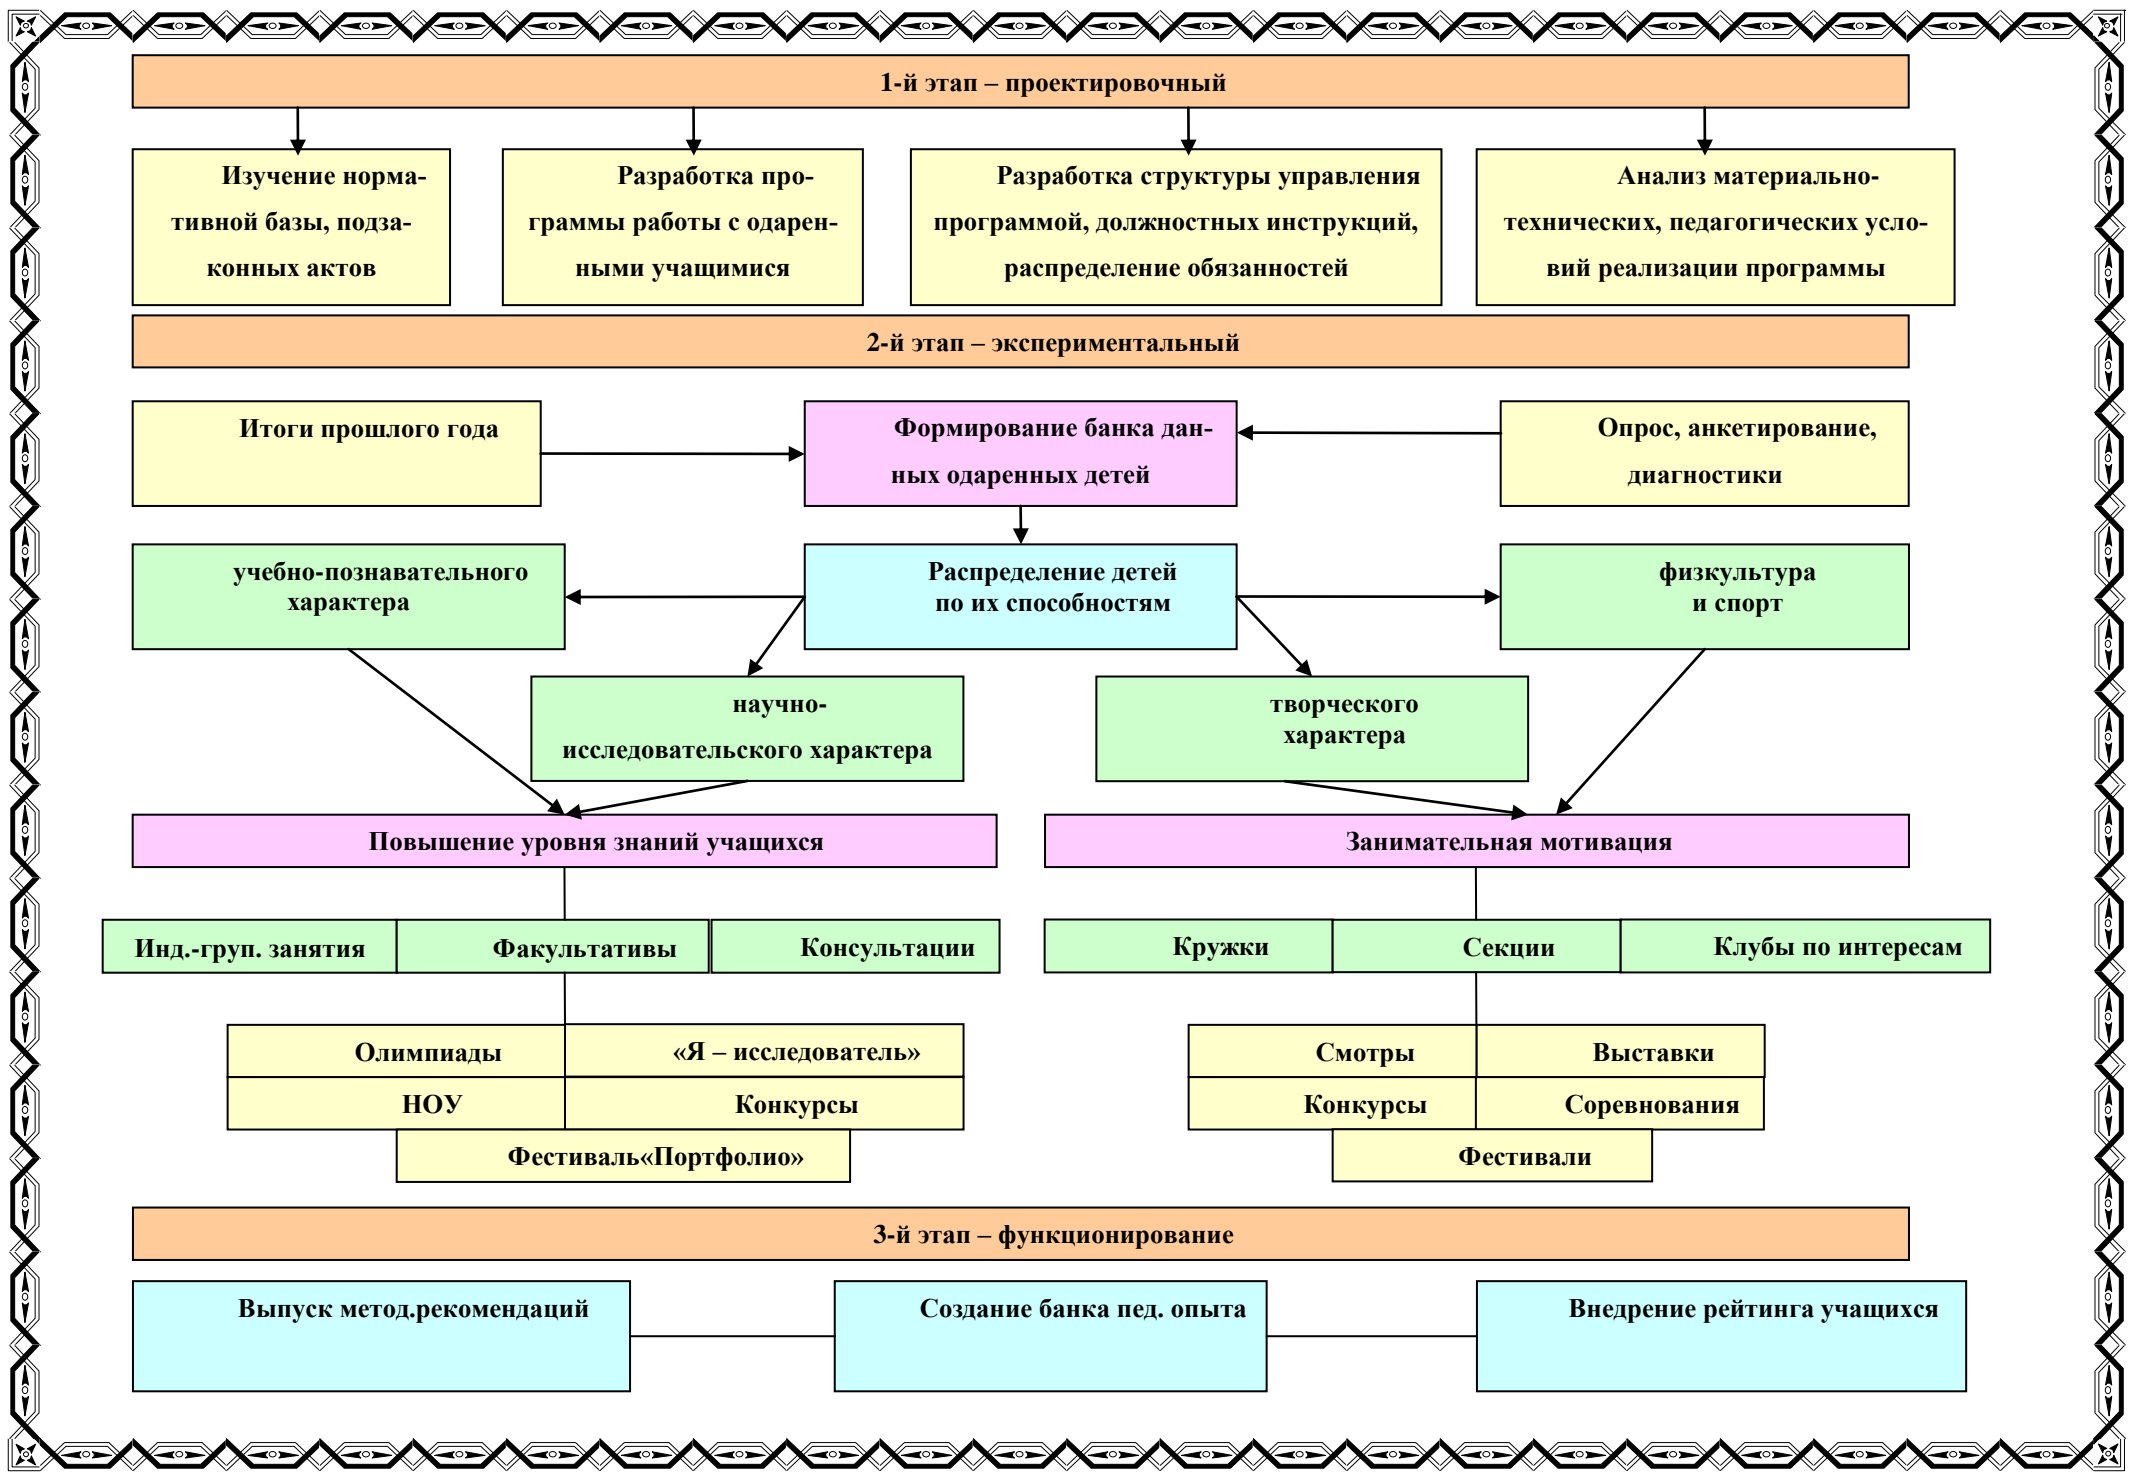 1-й этап – проектировочный
Изучение норма-
тивной базы, подза-
конных актов
Разработка про-
граммы работы с одарен-
ными учащимися
Разработка структуры управления
программой, должностных инструкций,
распределение обязанностей
Анализ материально-
технических, педагогических усло-
вий реализации программы
2-й этап – экспериментальный
Итоги прошлого года
Формирование банка дан-
ных одаренных детей
Опрос, анкетирование,
диагностики
учебно-познавательного
характера
Распределение детей
по их способностям
физкультура
и спорт
научно-
исследовательского характера
творческого
характера
Повышение уровня знаний учащихся
Занимательная мотивация
Инд.-груп. занятия
Факультативы
Консультации
Кружки
Секции
Клубы по интересам
Олимпиады
«Я – исследователь»
НОУ
Конкурсы
Фестиваль«Портфолио»
Смотры
Выставки
Конкурсы
Соревнования
Фестивали
3-й этап – функционирование
Выпуск метод.рекомендаций
Создание банка пед. опыта
Внедрение рейтинга учащихся